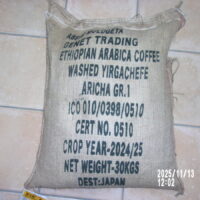 GENET TRADING
ETHIOPIAN ARABICA COFFEE
WASHED YIRGACHEFE
ARICHA GR.1
ICO 010/0398/0510
CERT NO. 0510
CROP YEAR-2024/25
NET WEIGHT-30KGS
DEST:JAPAN
2025/11/13
12:02